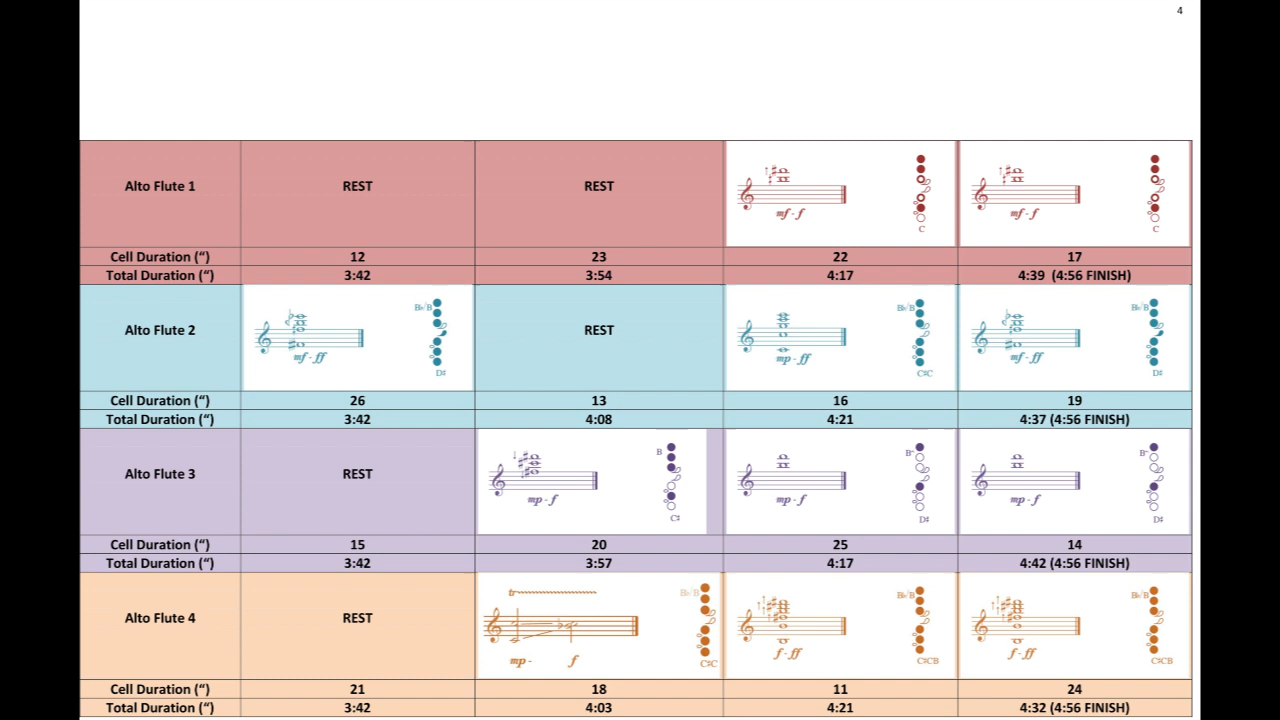 4
Alto Flute 1 REST REST mf - f C mf - f C
Cell Duration (“) 12 23 22 17
Total Duration (“) 3:42 3:54 4:17 4:39 (4:56 FINISH)
Alto Flute 2 B♭/B mf - ff D♯ REST B♭/B mp - ff C♯C B♭/B mf - ff D♯
Cell Duration (“) 26 13 16 19
Total Duration (“) 3:42 4:08 4:21 4:37 (4:56 FINISH)
Alto Flute 3 REST B mp - f C♯ B mp - f D♯ B mp - f D♯
Cell Duration (“) 15 20 25 14
Total Duration (“) 3:42 3:57 4:17 4:42 (4:56 FINISH)
Alto Flute 4 REST tr B♭/B mp - f C♯C B♭/B f - ff C♯CB B♭/B f - ff C♯CB
Cell Duration (“) 21 18 11 24
Total Duration (“) 3:42 4:03 4:21 4:32 (4:56 FINISH)